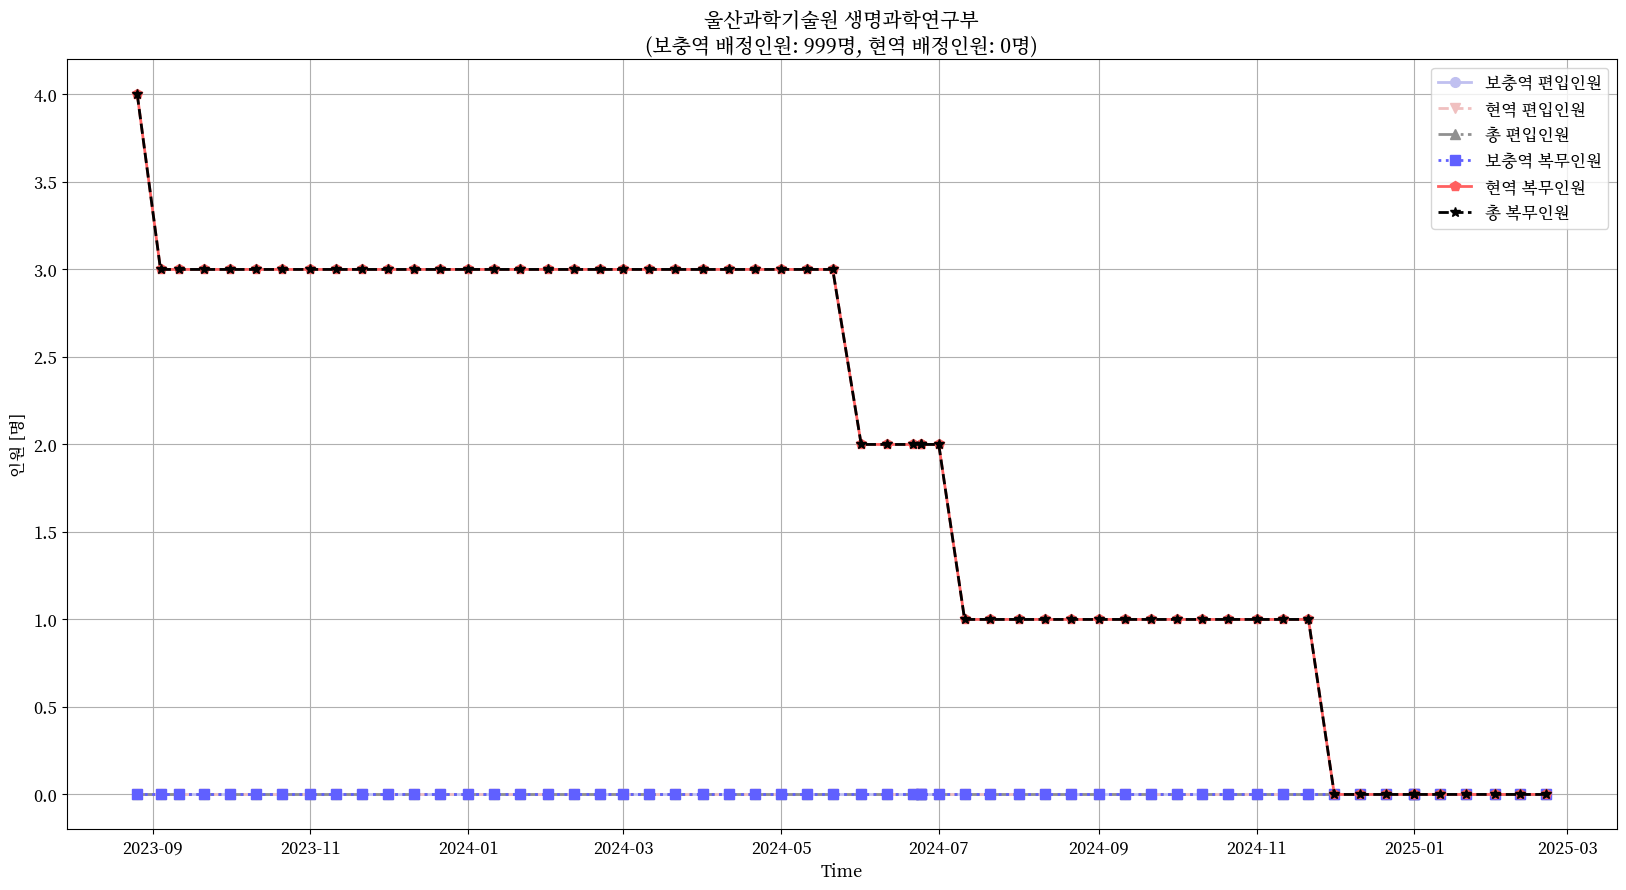 울산과학기술원 생명과학연구부
(보충역 배정인원: 999명, 현역 배정인원: 0명)
보충역 편입인원
현역 편입인원
총 편입인원
보충역 복무인원
현역 복무인원
총 복무인원
인원 [명]
4.0
3.5
3.0
2.5
2.0
1.5
1.0
0.5
0.0
2023-09
2023-11
2024-01
2024-03
2024-05
2024-07
2024-09
2024-11
2025-01
2025-03
Time